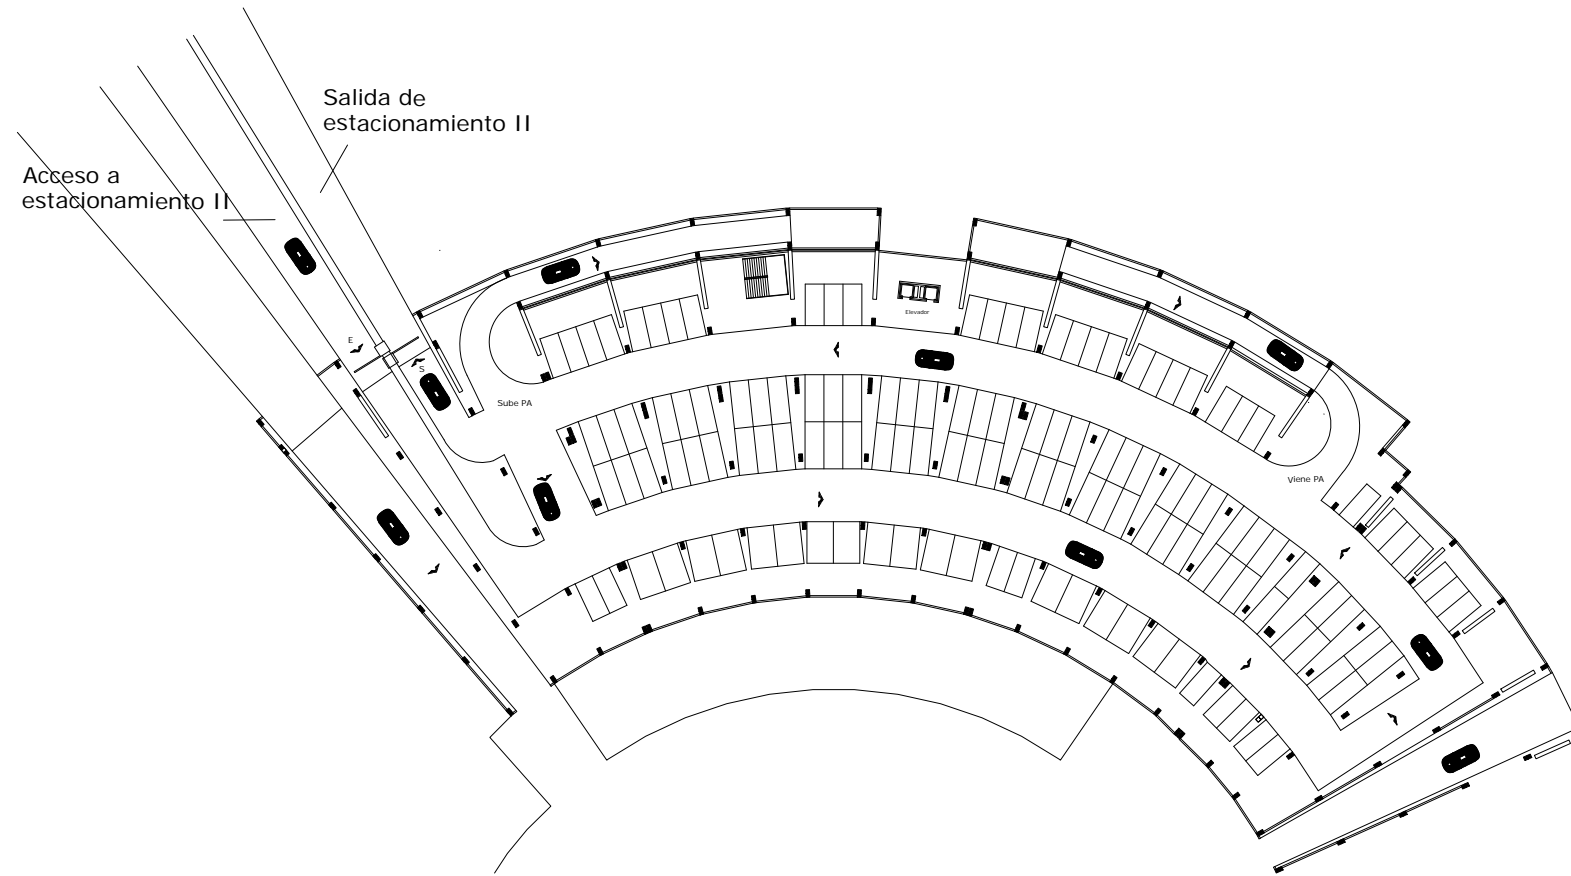 Salida de
estacionamiento II
Acceso a
estacionamiento II
Elevador
E
S
Sube PA
Viene PA